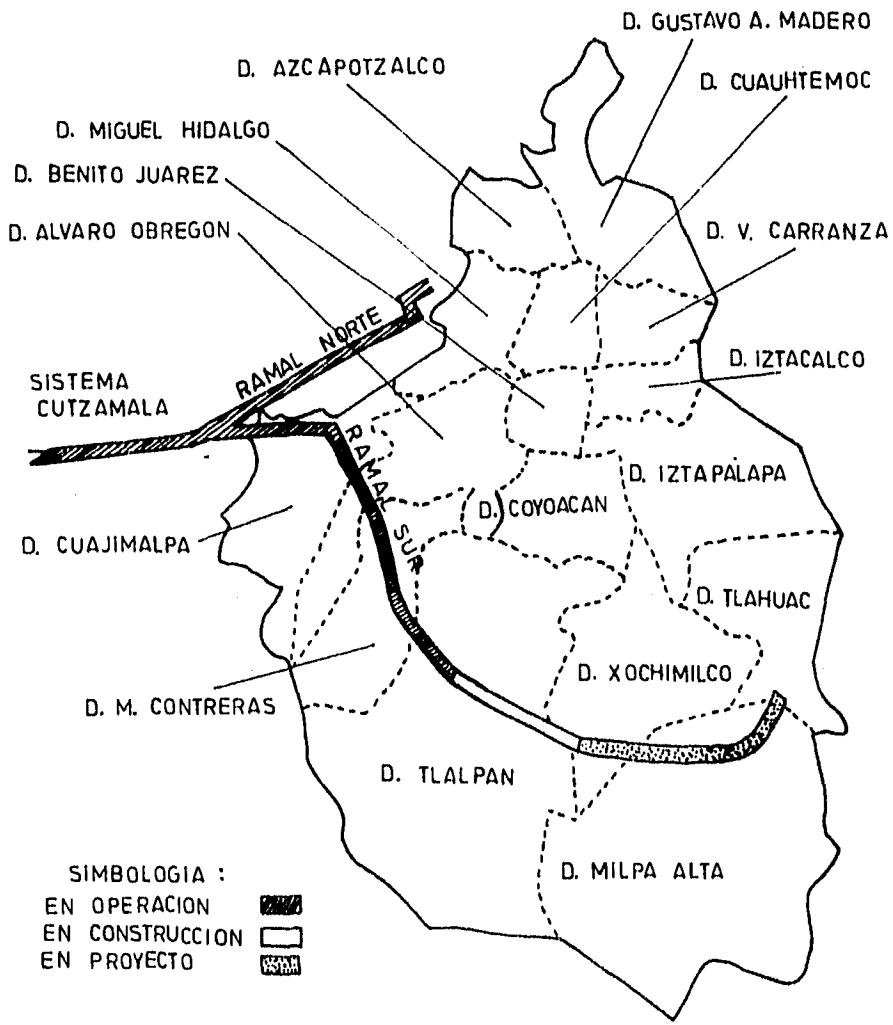 D. GUSTAVO A. MADERO
D. AZCAPOTZALCO
D. CUAUHTEMOC
D. MIGUEL HIDALGO
D. BENITO JUAREZ
D. ALVARO OBREGON
D. V. CARRANZA
RAMAL NORTE
D. IZTACALCO
SISTEMA
CUTZAMALA
RAMAL SUR
D. IZTAPALAPA
D. COYOACAN
D. CUAJIMALPA
D. TLAHUAC
D. XOCHIMILCO
D. M. CONTRERAS
D. TLALPAN
D. MILPA ALTA
SIMBOLOGIA :
EN OPERACION
EN CONSTRUCCION
EN PROYECTO